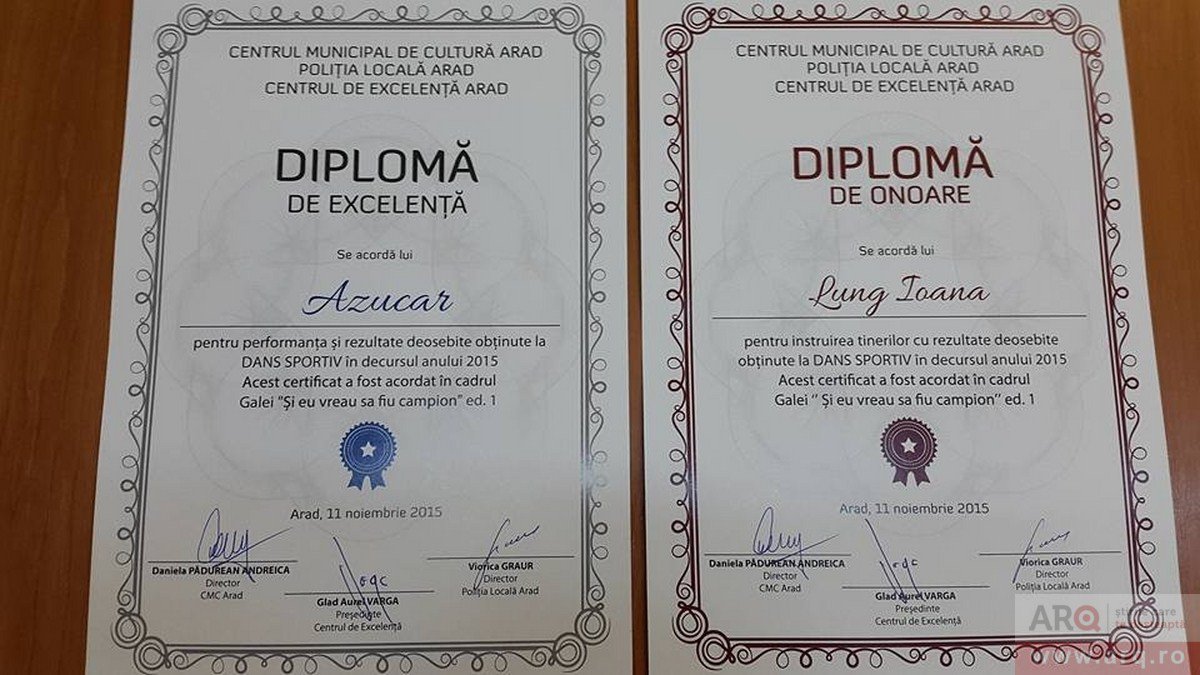 CENTRUL MUNICIPAL DE CULTURĂ ARAD
POLIȚIA LOCALĂ ARAD
CENTRUL DE EXCELENȚĂ ARAD
DIPLOMĂ
DE EXCELENȚĂ
Se acordă lui
Azucar
pentru performanța și rezultate deosebite obținute la
DANS SPORTIV în decursul anului 2015
Acest certificat a fost acordat în cadrul
Galei "Și eu vreau sa fiu campion" ed. 1
Arad, 11 noiembrie 2015
Daniela PĂDUREAN ANDREICA
Director
CMC Arad
Glad Aurel VARGA
Președinte
Centrul de Excelență
Viorica GRAUR
Director
Poliția Locală Arad
CENTRUL MUNICIPAL DE CULTURĂ ARAD
POLIȚIA LOCALĂ ARAD
CENTRUL DE EXCELENȚĂ ARAD
DIPLOMĂ
DE ONOARE
Se acordă lui
Lung Ioana
pentru instruirea tinerilor cu rezultate deosebite
obținute la DANS SPORTIV în decursul anului 2015
Acest certificat a fost acordat în cadrul
Galei " Și eu vreau sa fiu campion" ed. 1
Arad, 11 noiembrie 2015
Daniela PĂDUREAN ANDREICA
Director
CMC Arad
Glad Aurel VARGA
Președinte
Centrul de Excelență
Viorica GRAUR
Director
Poliția Locală Arad
ARQ
www.arq.ro